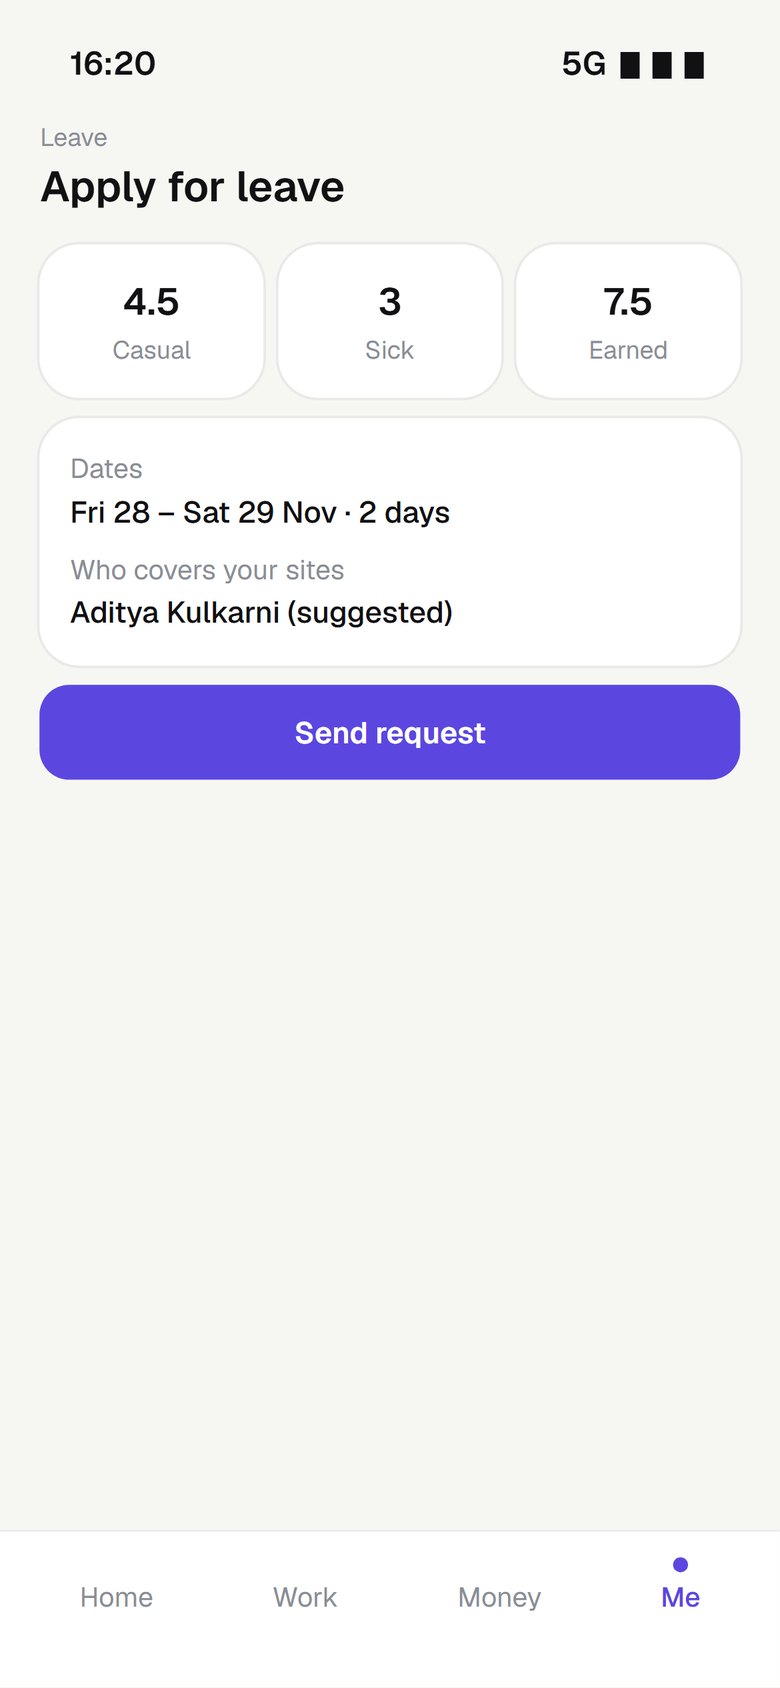 16:20
5G
Leave
Apply for leave
4.5
Casual
3
Sick
7.5
Earned
Dates
Fri 28 – Sat 29 Nov · 2 days
Who covers your sites
Aditya Kulkarni (suggested)
Send request
Home
Work
Money
Me